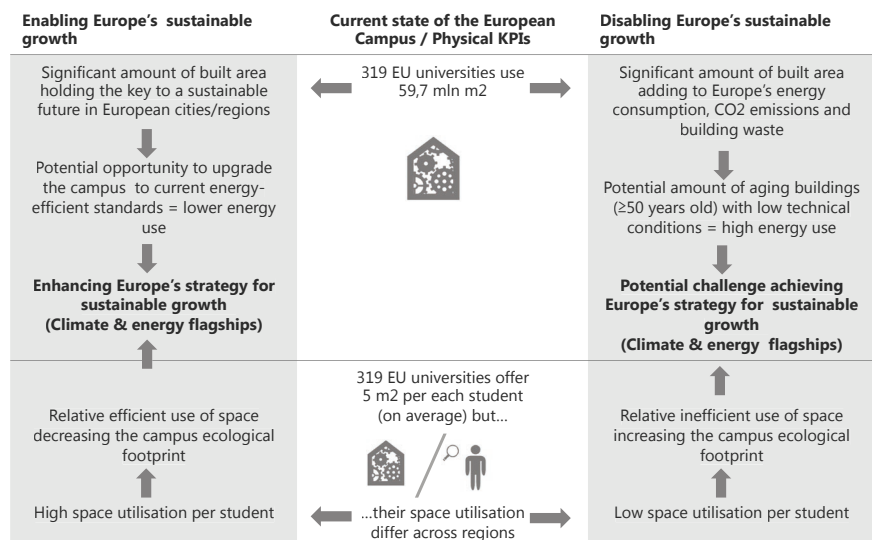 Enabling Europe's sustainable
growth
Current state of the European
Campus / Physical KPIs
Disabling Europe's sustainable
growth
Significant amount of built area
holding the key to a sustainable
future in European cities/regions
319 EU universities use
59,7 mln m2
Significant amount of built area
adding to Europe's energy
consumption, CO2 emissions and
building waste
Potential opportunity to upgrade
the campus to current energy-
efficient standards = lower energy
use
Potential amount of aging buildings
(≥50 years old) with low technical
conditions = high energy use
Enhancing Europe's strategy for
sustainable growth
(Climate & energy flagships)
Potential challenge achieving
Europe's strategy for sustainable
growth
(Climate & energy flagships)
319 EU universities offer
5 m2 per each student
(on average) but...
Relative efficient use of space
decreasing the campus ecological
footprint
Relative inefficient use of space
increasing the campus ecological
footprint
High space utilisation per student
...their space utilisation
differ across regions
Low space utilisation per student